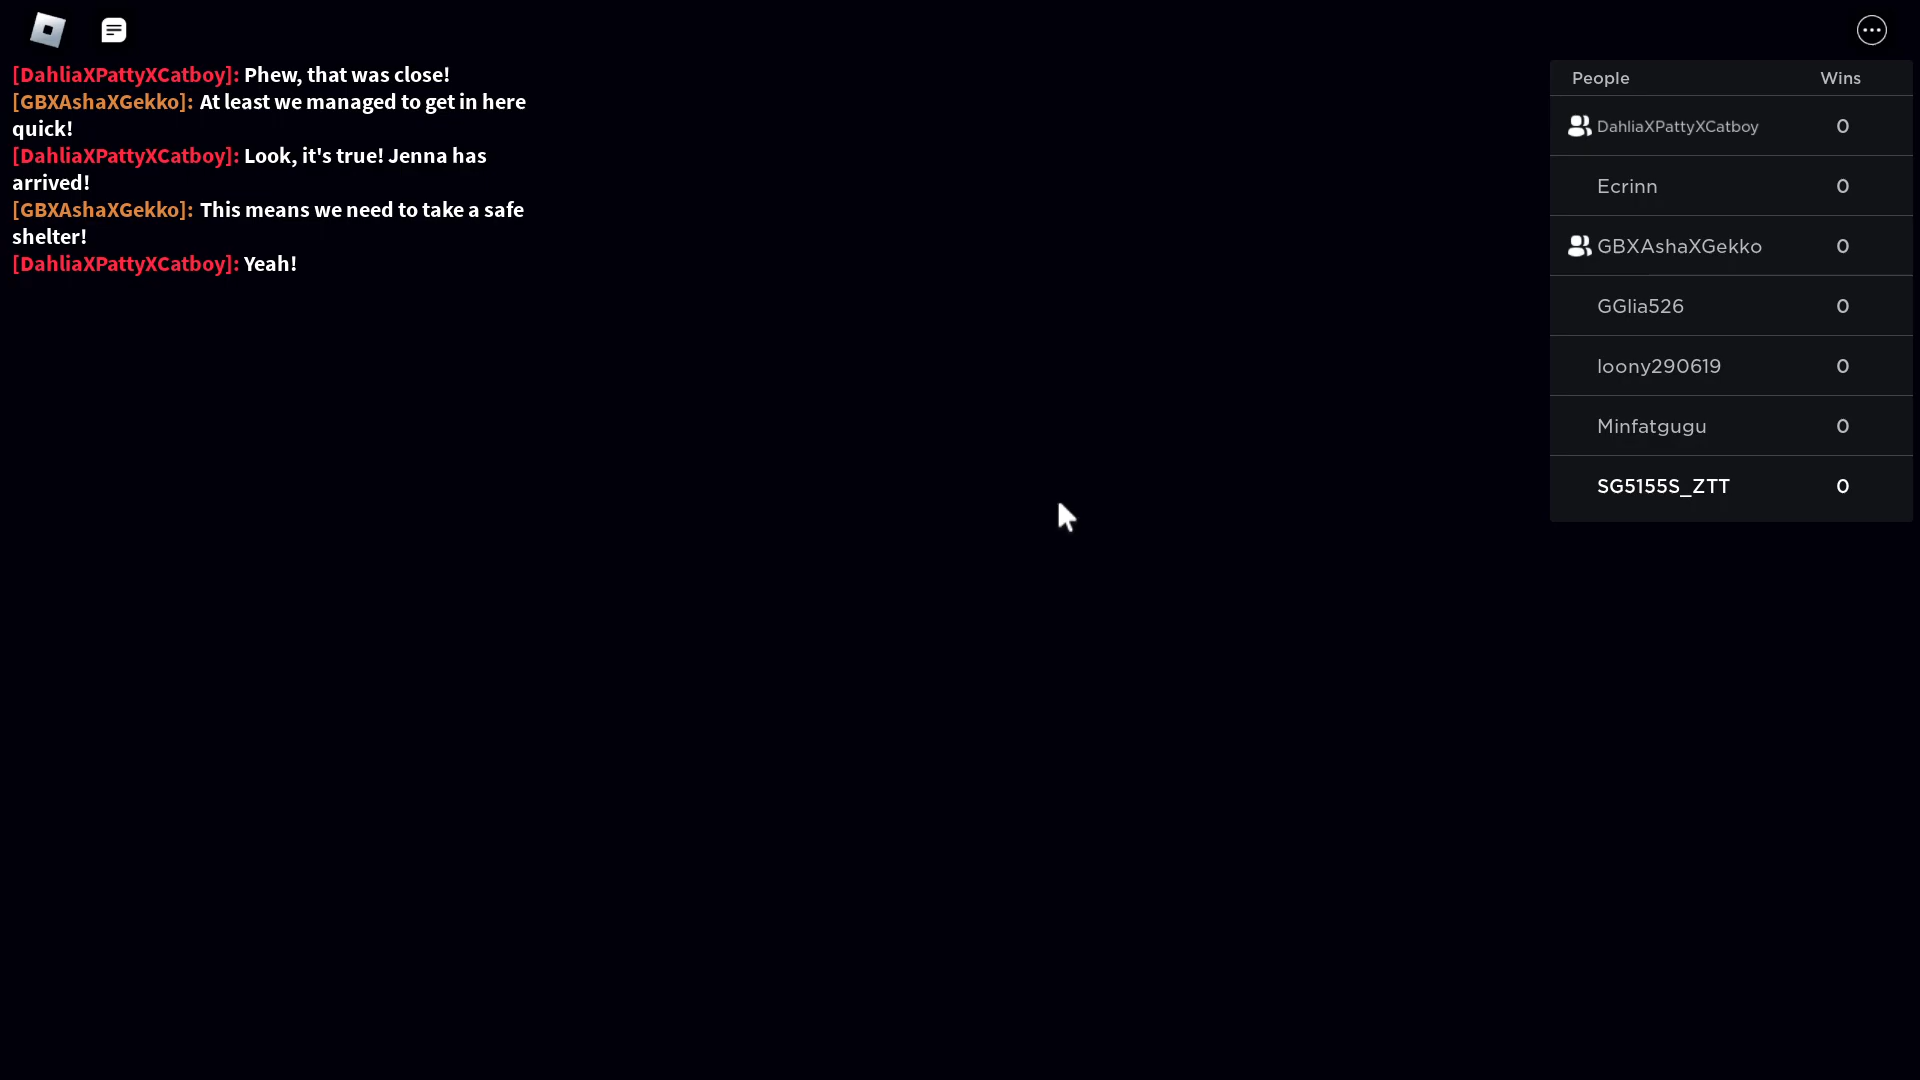 [DahliaXPattyXCatboy]: Phew, that was close!
[GBXAshaXGekko]: At least we managed to get in here
quick!
[DahliaXPattyXCatboy]: Look, it's true! Jenna has
arrived!
[GBXAshaXGekko]: This means we need to take a safe
shelter!
[DahliaXPattyXCatboy]: Yeah!
People Wins
DahliaXPattyXCatboy 0
Ecrinn 0
GBXAshaXGekko 0
GGlia526 0
loony290619 0
Minfatgugu 0
SG5155S_ZTT 0